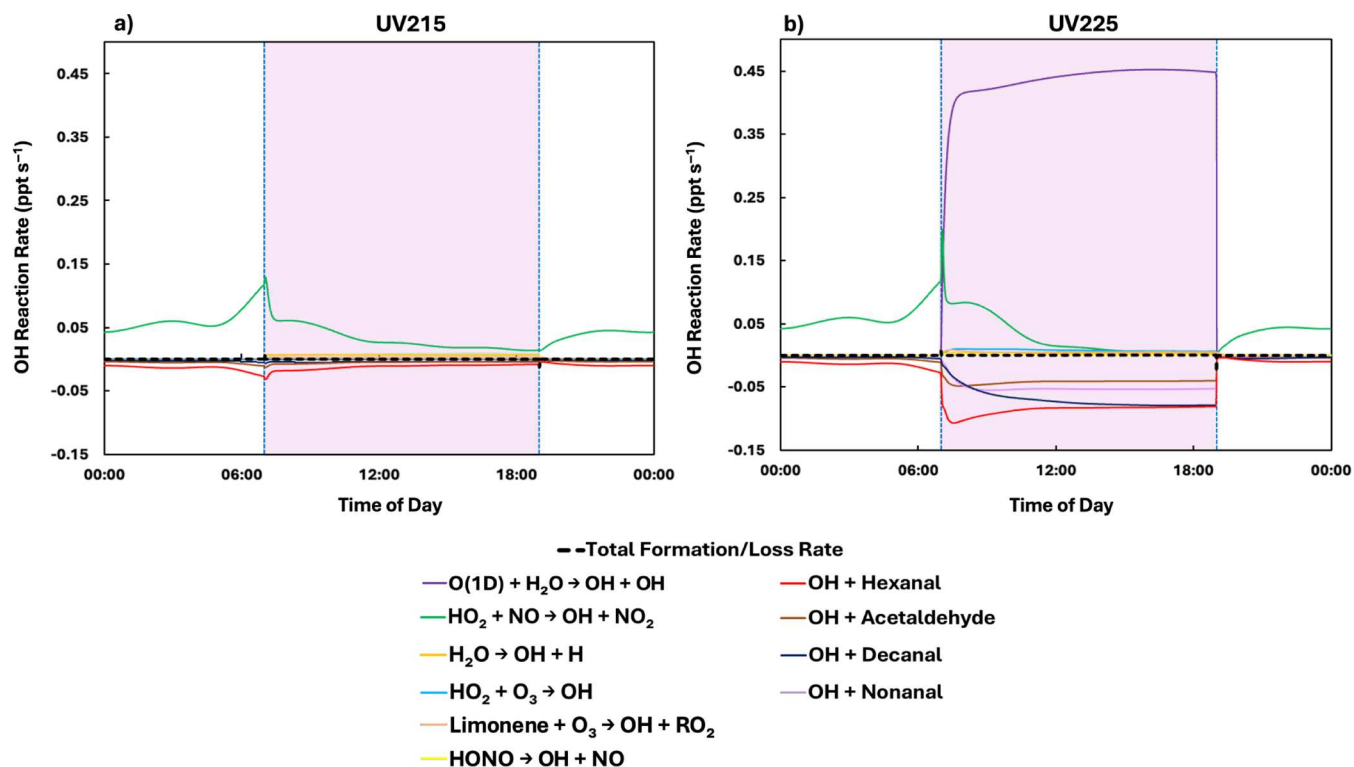 a) UV215
b) UV225
OH Reaction Rate (ppt s⁻¹)
0.45
0.35
0.25
0.15
0.05
-0.05
-0.15
00:00 06:00 12:00 18:00 00:00
Time of Day
OH Reaction Rate (ppt s⁻¹)
0.45
0.35
0.25
0.15
0.05
-0.05
-0.15
00:00 06:00 12:00 18:00 00:00
Time of Day
Total Formation/Loss Rate
O(1D) + H₂O → OH + OH
HO₂ + NO → OH + NO₂
H₂O → OH + H
HO₂ + O₃ → OH
Limonene + O₃ → OH + RO₂
HONO → OH + NO
OH + Hexanal
OH + Acetaldehyde
OH + Decanal
OH + Nonanal